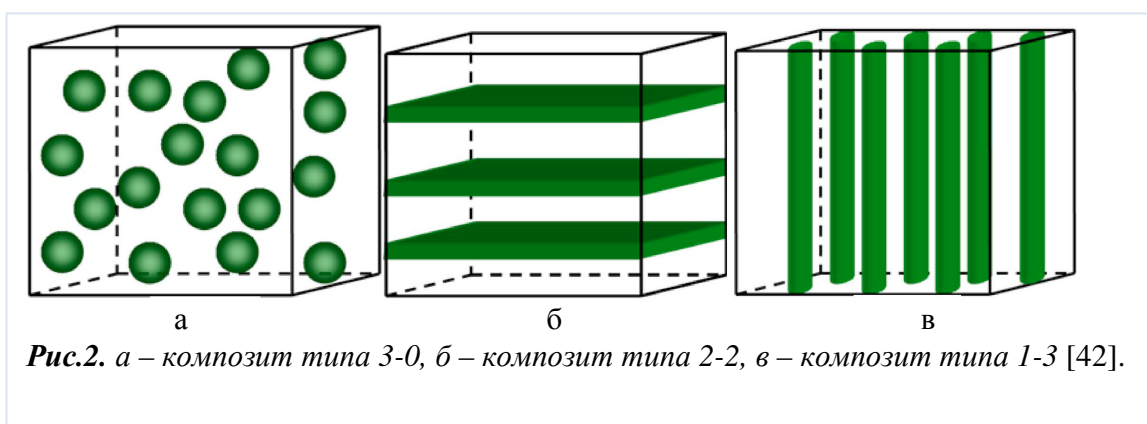 а б в
Рис.2. а – композит типа 3-0, б – композит типа 2-2, в – композит типа 1-3 [42].